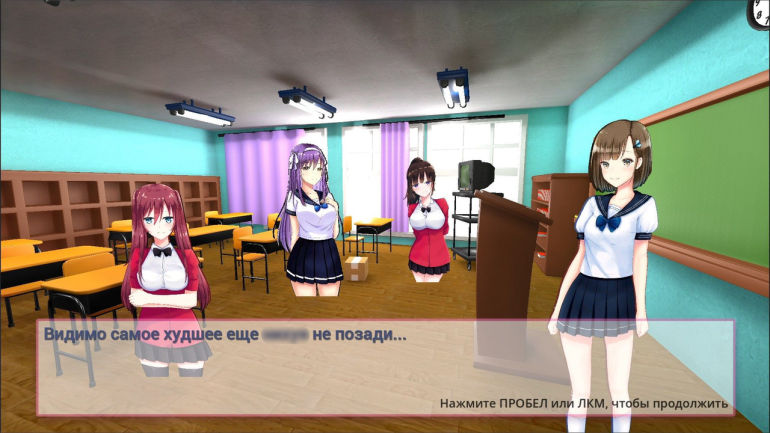 Видимо самое худшее еще не позади...
Нажмите ПРОБЕЛ или ЛКМ, чтобы продолжить